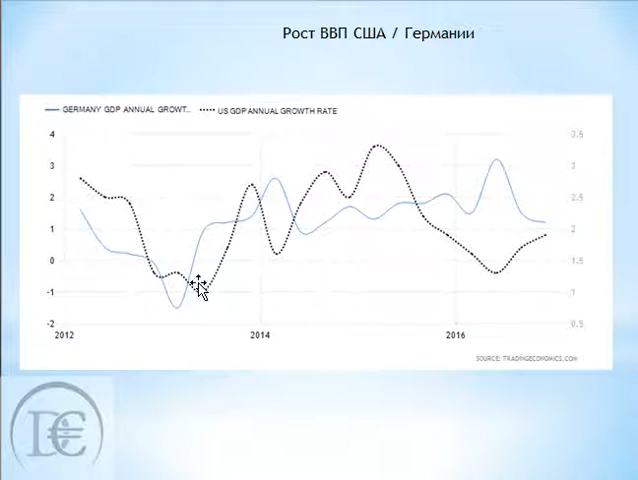 Рост ВВП США / Германии
GERMANY GDP ANNUAL GROWT... US GDP ANNUAL GROWTH RATE
4 3.5
3 3
2 2.5
1 2
0 1.5
-1 1
-2 0.5
2012 2014 2016
SOURCE: TRADINGECONOMICS.COM